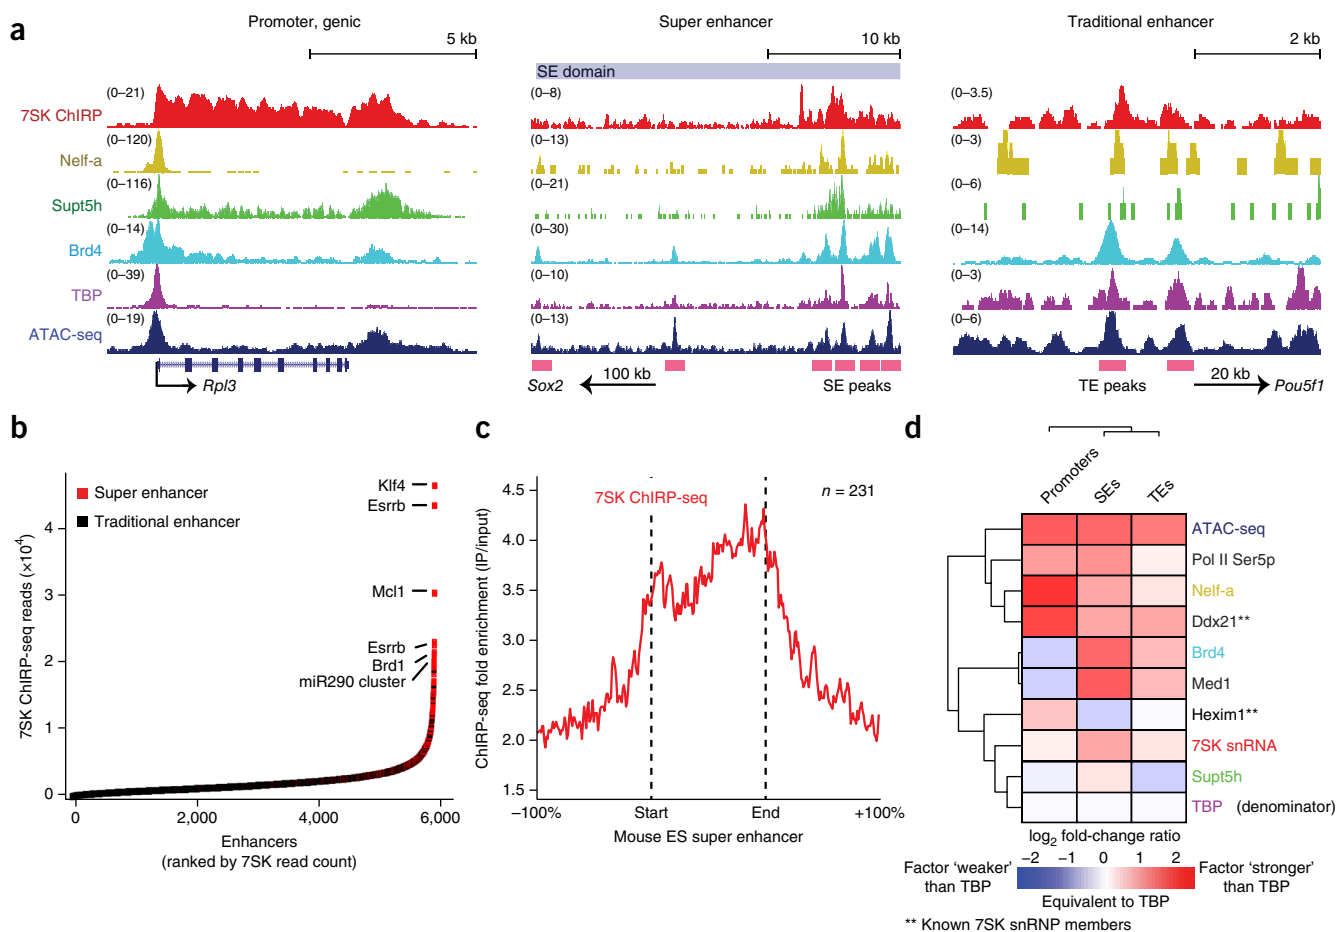 a
Promoter, genic
5 kb
7SK ChIRP
(0–21)
Nelf-a
(0–120)
Supt5h
(0–116)
Brd4
(0–14)
TBP
(0–39)
ATAC-seq
(0–19)
Rpl3
Super enhancer
10 kb
SE domain
(0–8)
(0–13)
(0–21)
(0–30)
(0–10)
(0–13)
Sox2
100 kb
SE peaks
Traditional enhancer
2 kb
(0–3.5)
(0–3)
(0–6)
(0–14)
(0–3)
(0–6)
TE peaks
20 kb
Pou5f1
b
Super enhancer
Traditional enhancer
Klf4
Esrrb
Mcl1
Esrrb
Brd1
miR290 cluster
7SK ChIRP-seq reads (×10⁴)
4
3
2
1
0
0
2,000
4,000
6,000
Enhancers
(ranked by 7SK read count)
c
7SK ChIRP-seq
n = 231
ChIRP-seq fold enrichment (IP/input)
4.5
4.0
3.5
3.0
2.5
2.0
1.5
–100%
Start
End
+100%
Mouse ES super enhancer
d
Promoters
SEs
TEs
ATAC-seq
Pol II Ser5p
Nelf-a
Ddx21**
Brd4
Med1
Hexim1**
7SK snRNA
Supt5h
TBP (denominator)
log₂ fold-change ratio
–2 –1 0 1 2
Factor ‘weaker’
than TBP
Factor ‘stronger’
than TBP
Equivalent to TBP
** Known 7SK snRNP members